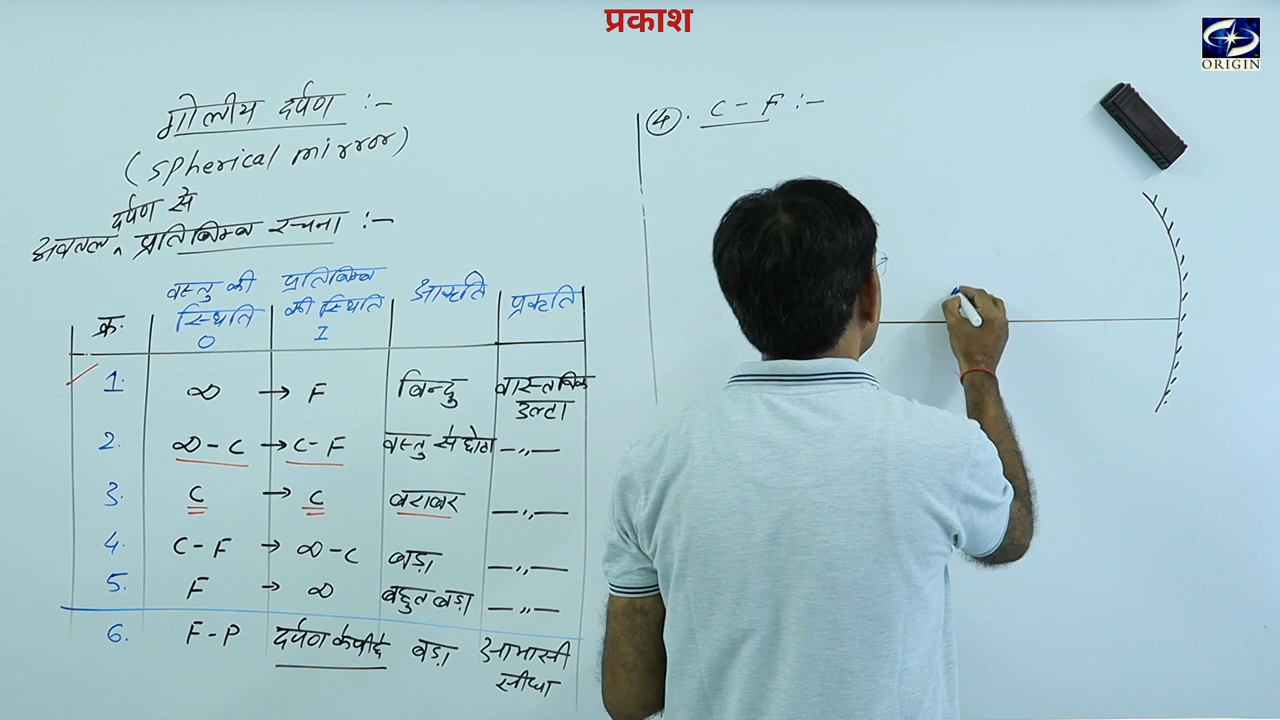 प्रकाश
ORIGIN
गोलीय दर्पण :-
(Spherical mirror)
दर्पण से
अवतल ^ प्रतिबिम्ब रचना :-
क्र. वस्तु की स्थिति O प्रतिबिम्ब की स्थिति I आकृति प्रकृति
1. ∞ → F बिन्दु वास्तविक उल्टा
2. ∞ - C → C - F वस्तु से छोटा —,,—
3. C → C बराबर —,,—
4. C - F → ∞ - C बड़ा —,,—
5. F → ∞ बहुत बड़ा —,,—
6. F - P दर्पण के पीछे बड़ा आभासी सीधा
④. C - F :-